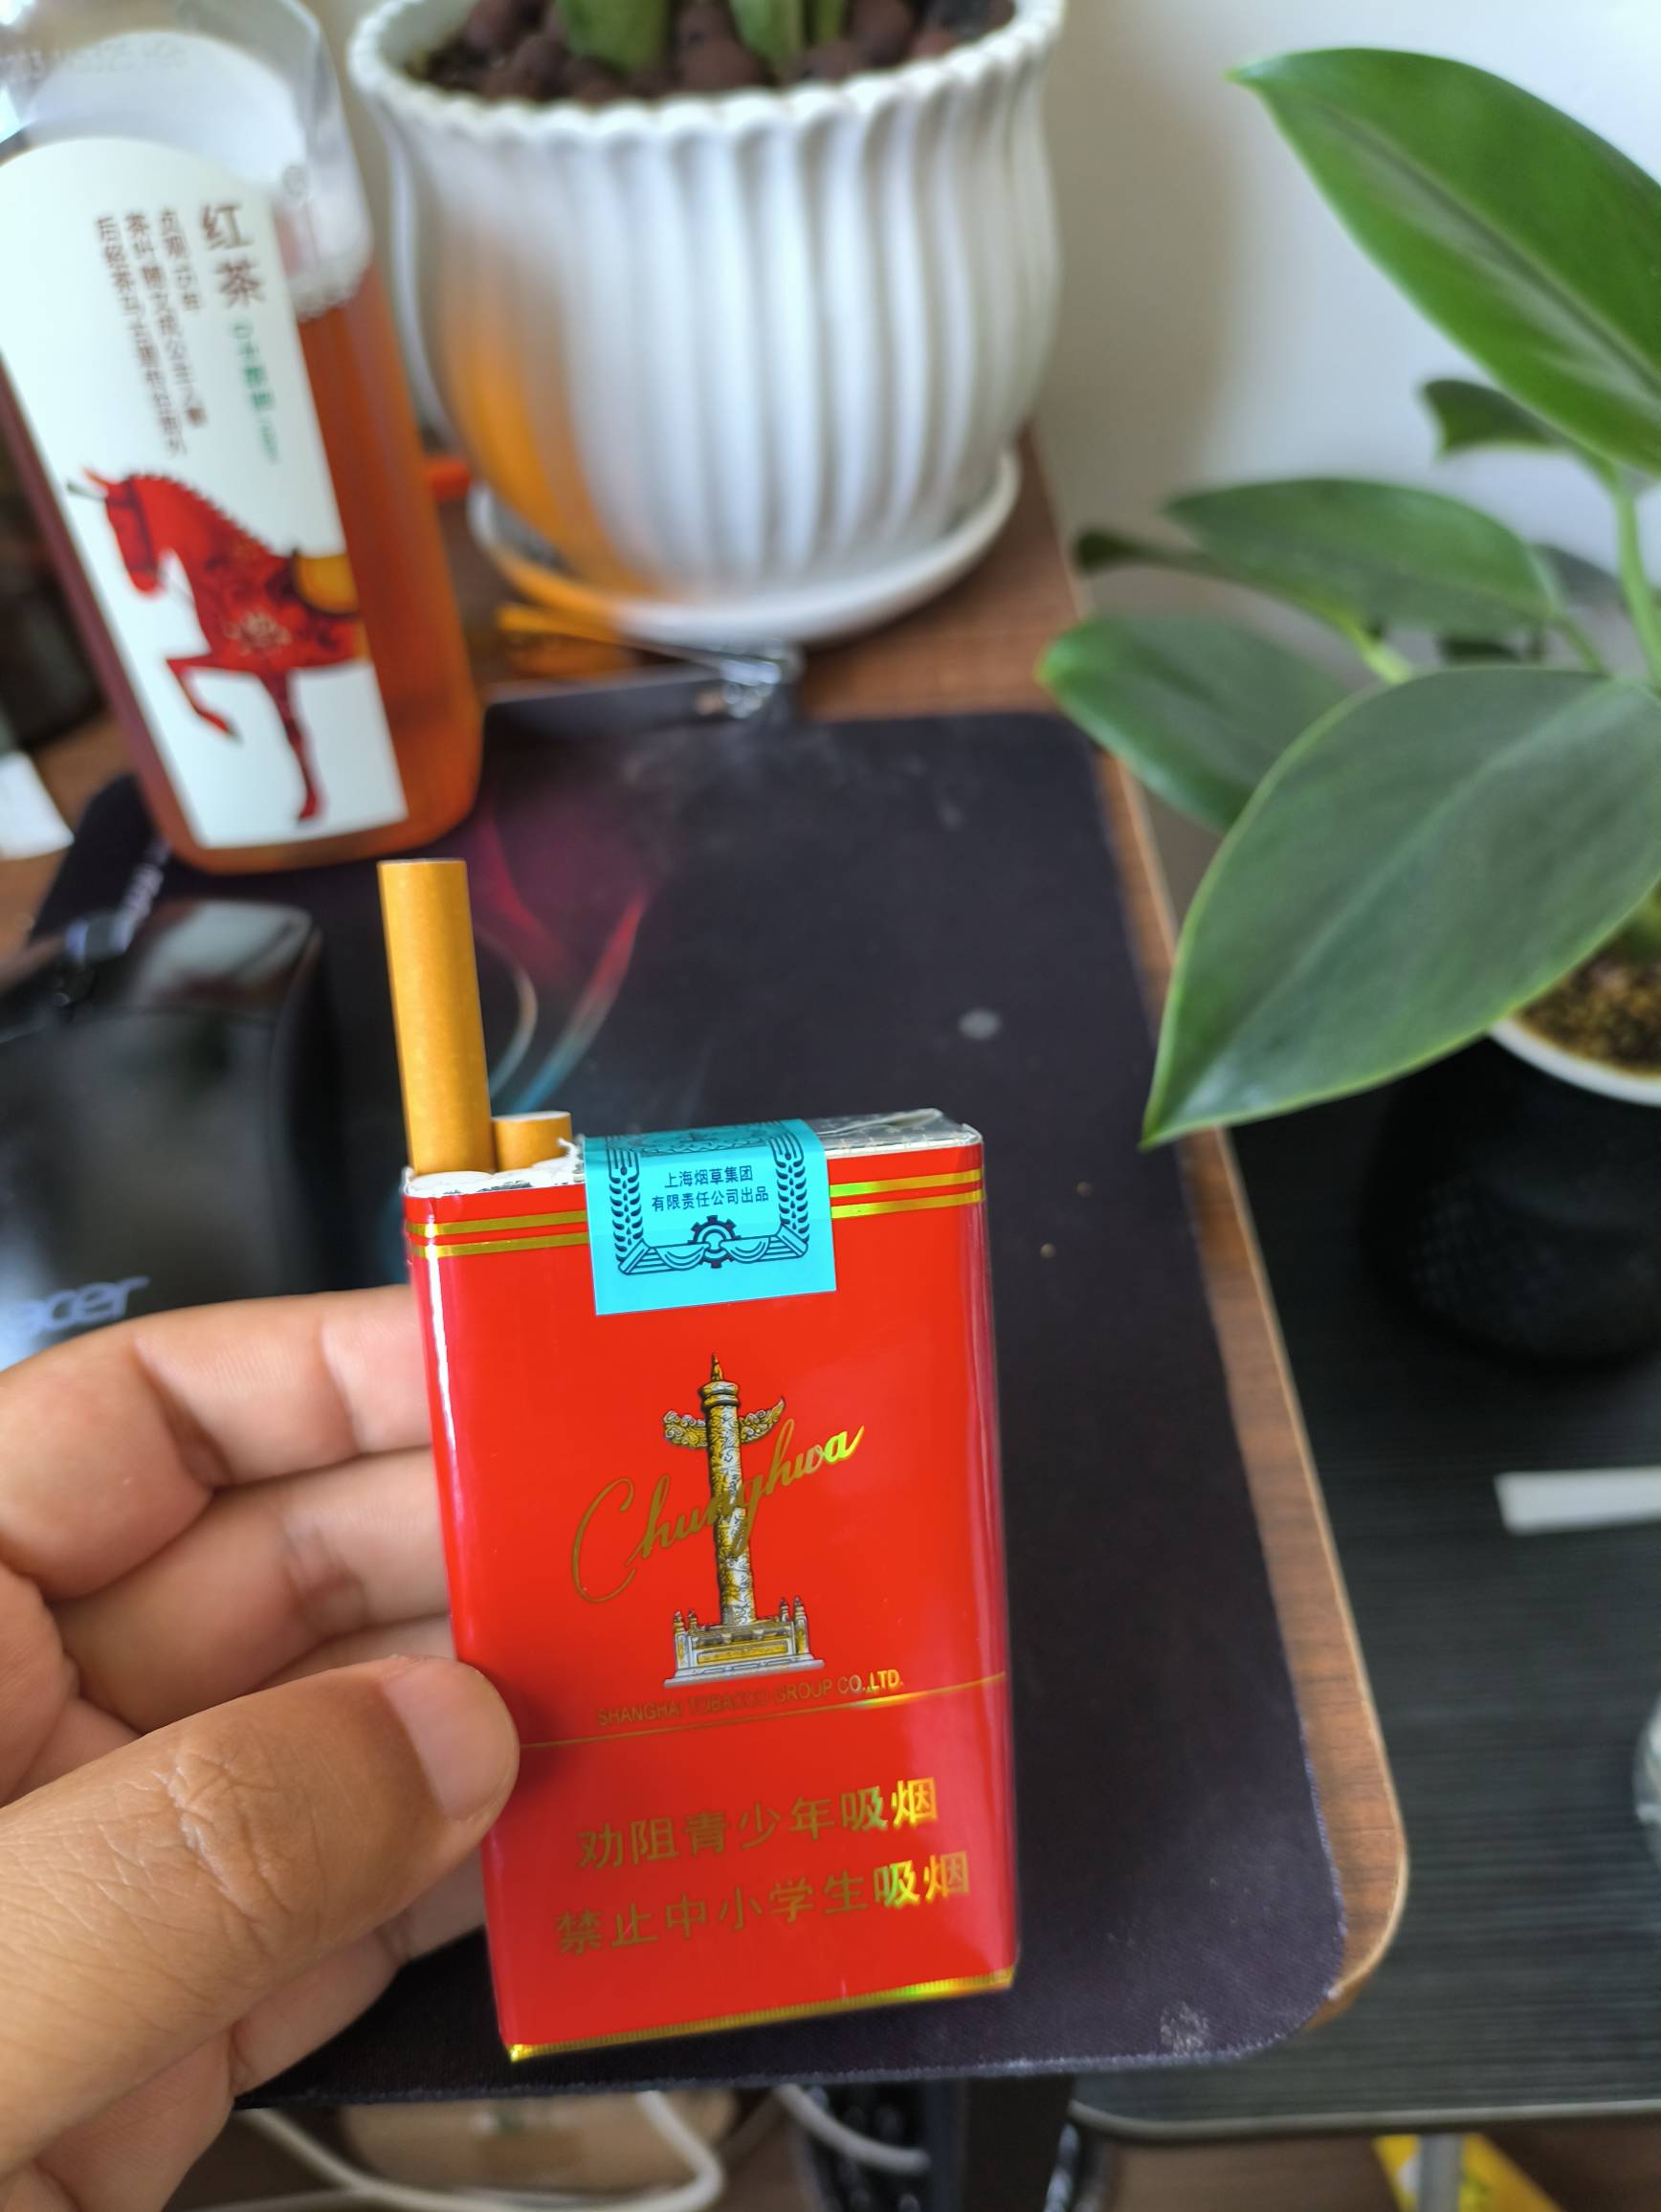 红茶
上海烟草集团
有限责任公司出品
Chunghwa
SHANGHAI TOBACCO GROUP CO.,LTD.
劝阻青少年吸烟
禁止中小学生吸烟
acer